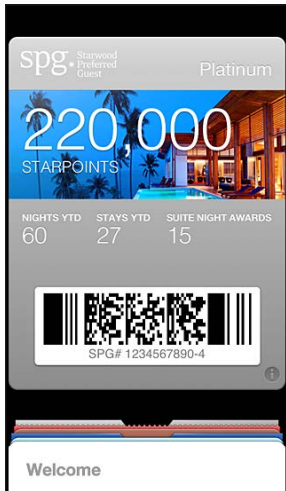 spg. Starwood
Preferred
Guest
Platinum
220,000
STARPOINTS
NIGHTS YTD STAYS YTD SUITE NIGHT AWARDS
60 27 15
SPG# 1234567890-4
i
Welcome